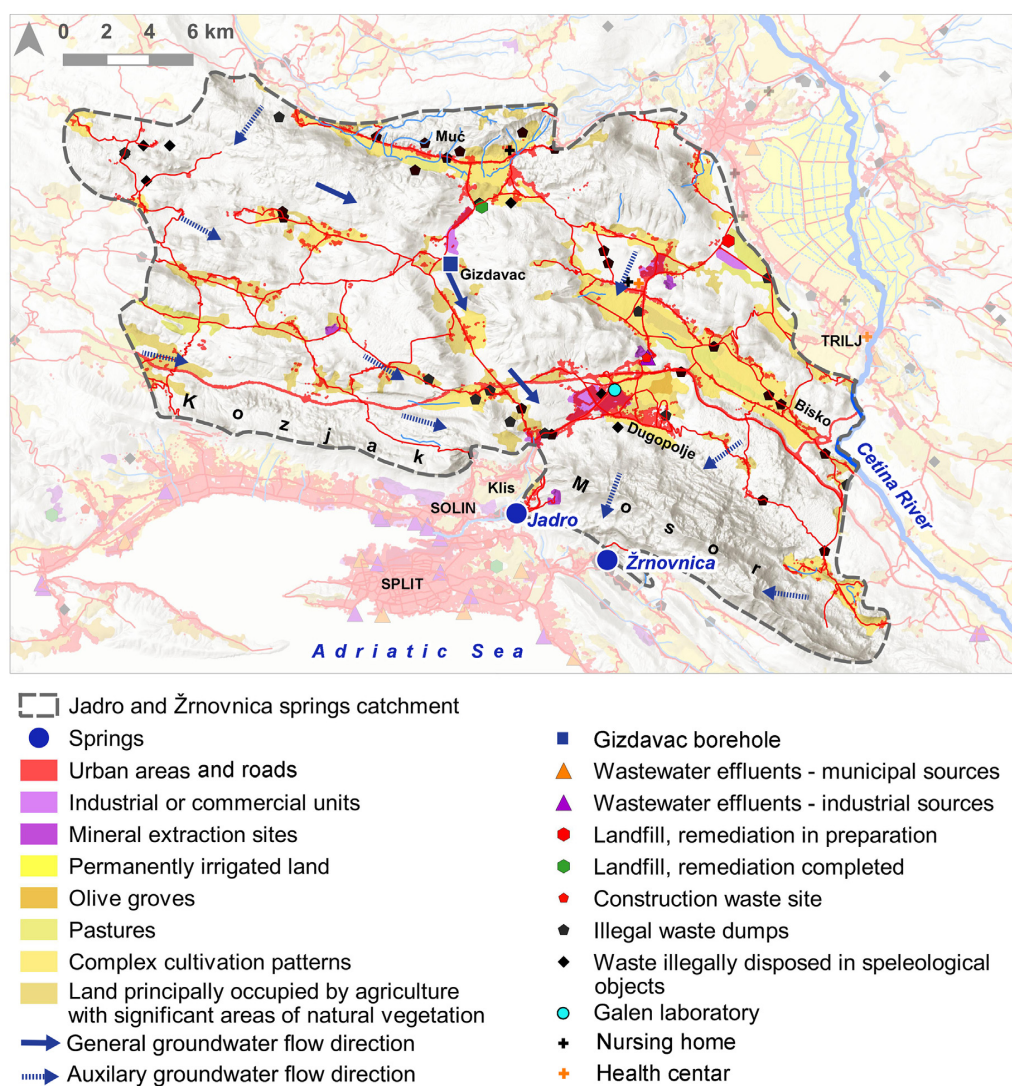 0 2 4 6 km
Muč
Gizdavac
TRILJ
Bisko
Kozjak
Dugopolje
Cetina River
Klis
Mosor
SOLIN
Jadro
Žrnovnica
SPLIT
Adriatic Sea
Jadro and Žrnovnica springs catchment
Springs
Urban areas and roads
Industrial or commercial units
Mineral extraction sites
Permanently irrigated land
Olive groves
Pastures
Complex cultivation patterns
Land principally occupied by agriculture
with significant areas of natural vegetation
General groundwater flow direction
Auxilary groundwater flow direction
Gizdavac borehole
Wastewater effluents - municipal sources
Wastewater effluents - industrial sources
Landfill, remediation in preparation
Landfill, remediation completed
Construction waste site
Illegal waste dumps
Waste illegally disposed in speleological
objects
Galen laboratory
Nursing home
Health centar